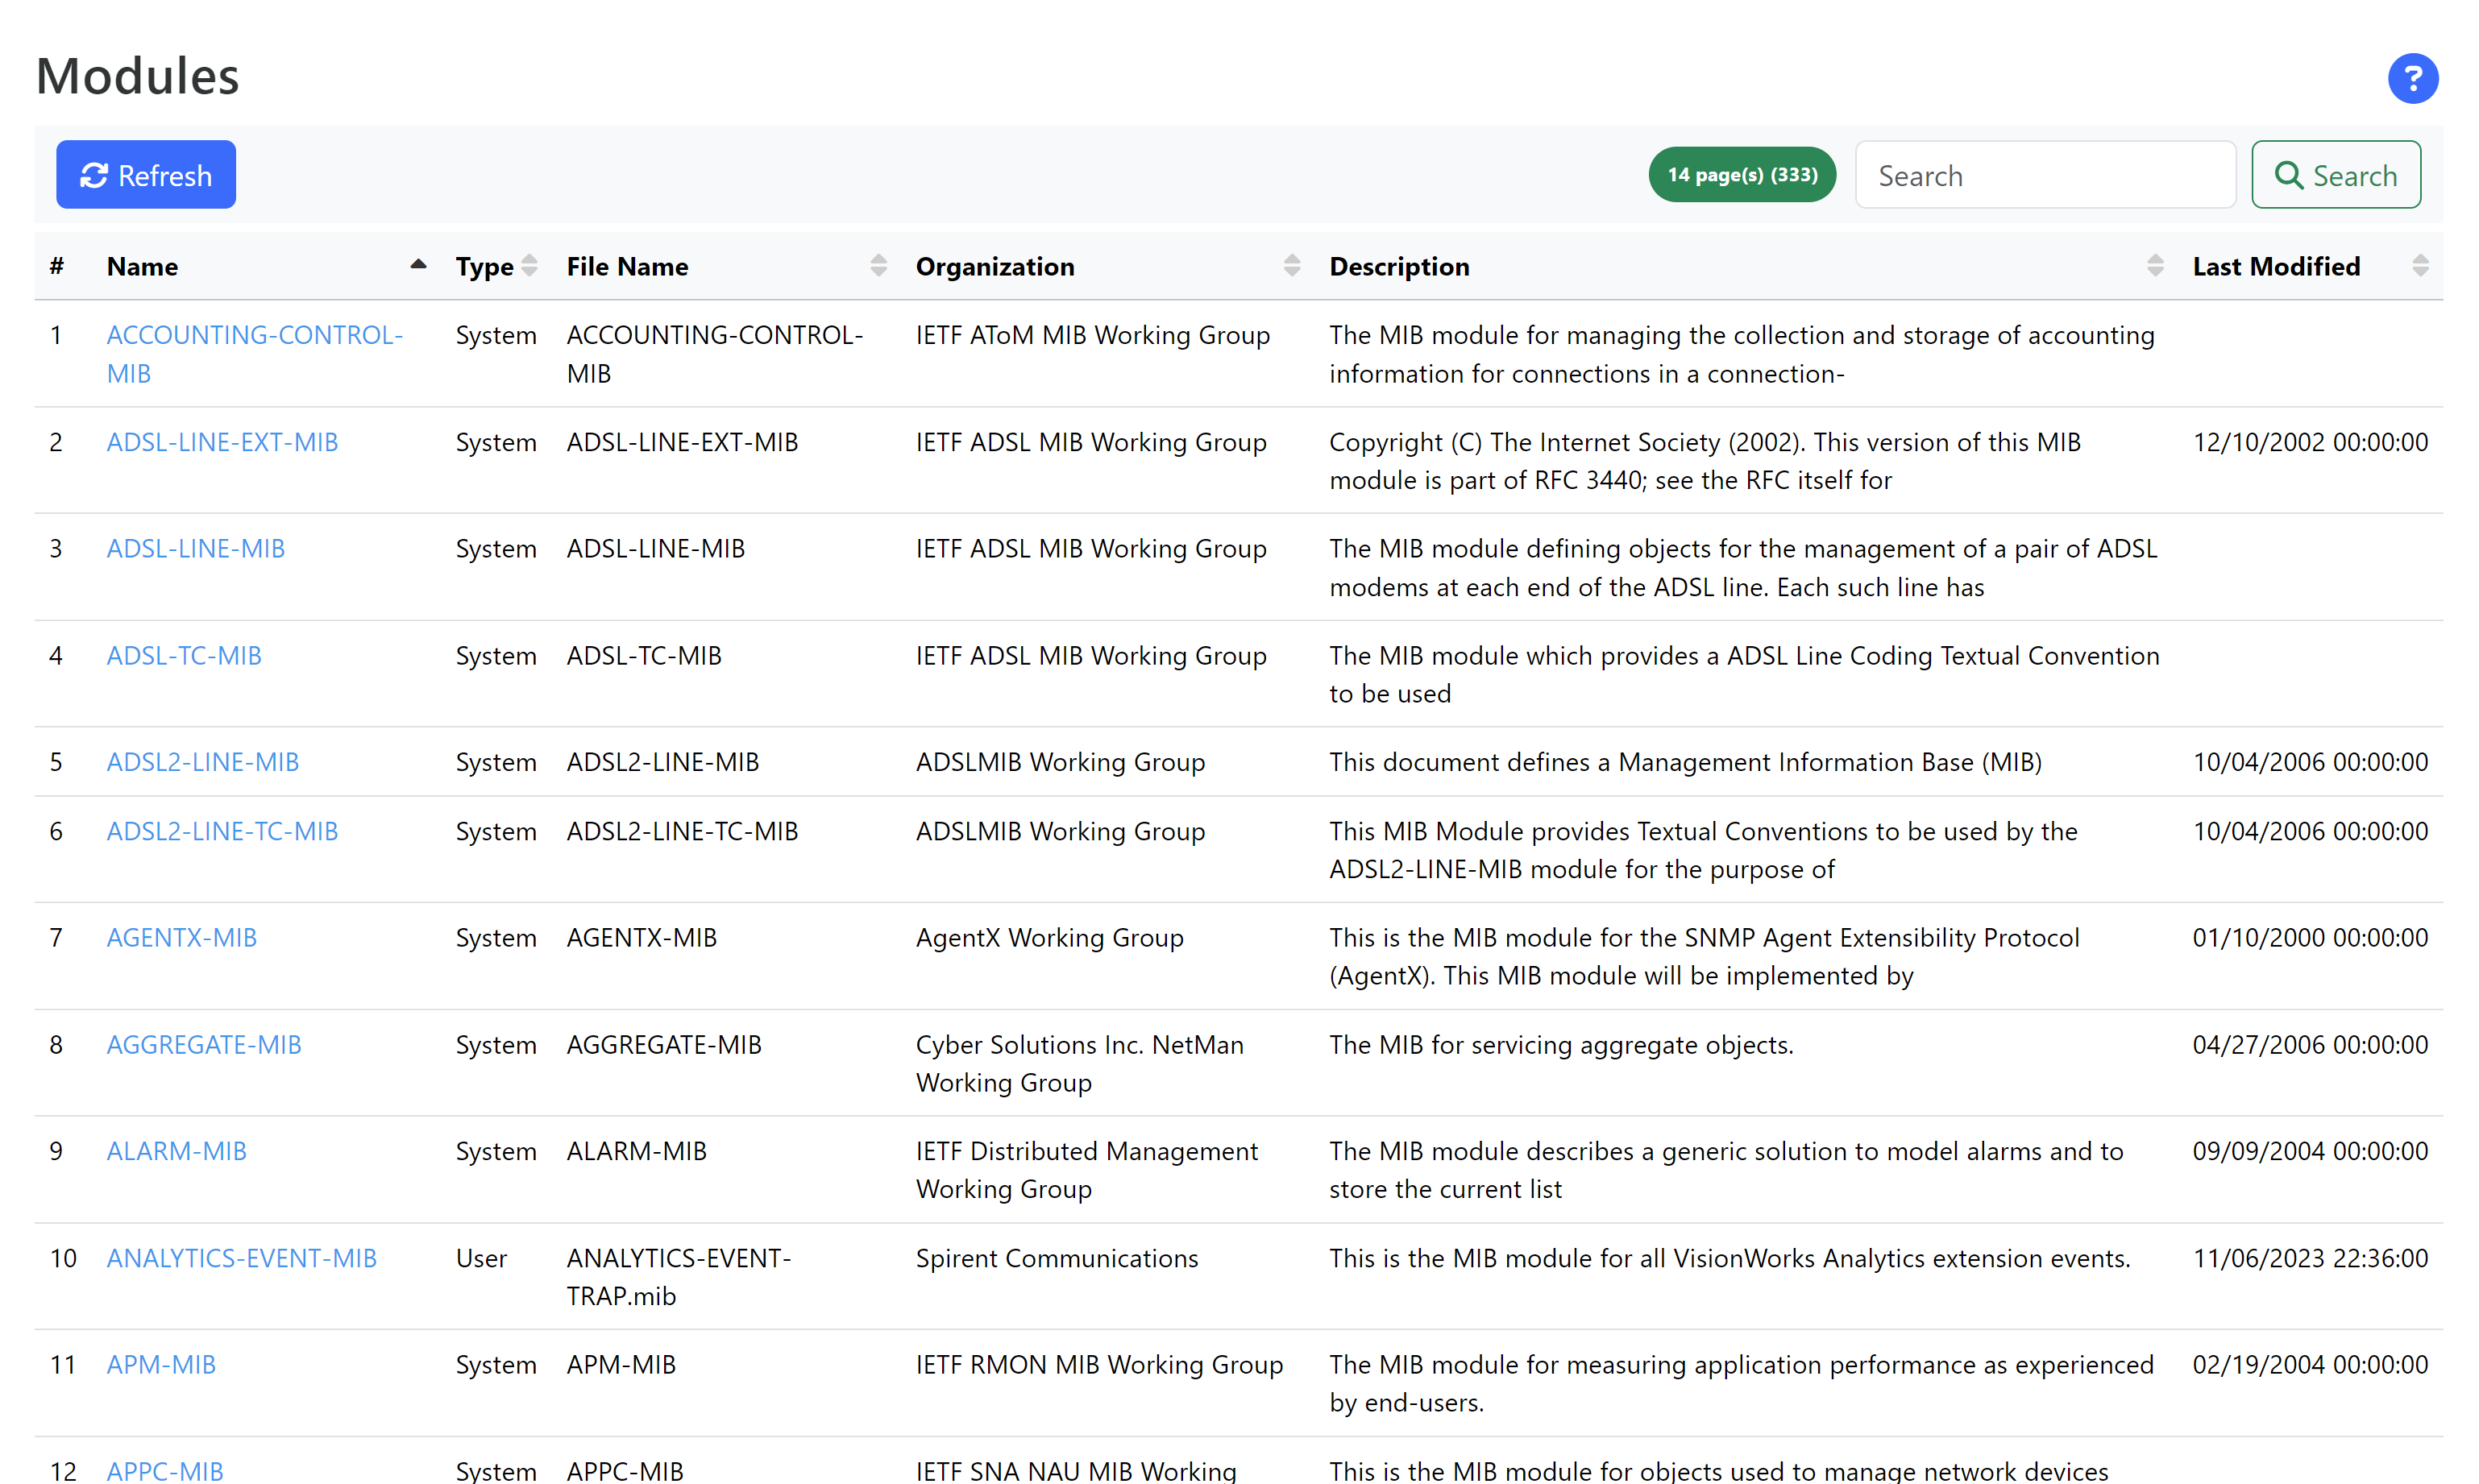 Modules
?
Refresh
14 page(s) (333)
Search
Search
# Name Type File Name Organization Description Last Modified
1 ACCOUNTING-CONTROL- System ACCOUNTING-CONTROL- IETF AToM MIB Working Group The MIB module for managing the collection and storage of accounting
MIB MIB information for connections in a connection-
2 ADSL-LINE-EXT-MIB System ADSL-LINE-EXT-MIB IETF ADSL MIB Working Group Copyright (C) The Internet Society (2002). This version of this MIB 12/10/2002 00:00:00
module is part of RFC 3440; see the RFC itself for
3 ADSL-LINE-MIB System ADSL-LINE-MIB IETF ADSL MIB Working Group The MIB module defining objects for the management of a pair of ADSL
modems at each end of the ADSL line. Each such line has
4 ADSL-TC-MIB System ADSL-TC-MIB IETF ADSL MIB Working Group The MIB module which provides a ADSL Line Coding Textual Convention
to be used
5 ADSL2-LINE-MIB System ADSL2-LINE-MIB ADSLMIB Working Group This document defines a Management Information Base (MIB) 10/04/2006 00:00:00
6 ADSL2-LINE-TC-MIB System ADSL2-LINE-TC-MIB ADSLMIB Working Group This MIB Module provides Textual Conventions to be used by the 10/04/2006 00:00:00
ADSL2-LINE-MIB module for the purpose of
7 AGENTX-MIB System AGENTX-MIB AgentX Working Group This is the MIB module for the SNMP Agent Extensibility Protocol 01/10/2000 00:00:00
(AgentX). This MIB module will be implemented by
8 AGGREGATE-MIB System AGGREGATE-MIB Cyber Solutions Inc. NetMan The MIB for servicing aggregate objects. 04/27/2006 00:00:00
Working Group
9 ALARM-MIB System ALARM-MIB IETF Distributed Management The MIB module describes a generic solution to model alarms and to 09/09/2004 00:00:00
Working Group store the current list
10 ANALYTICS-EVENT-MIB User ANALYTICS-EVENT- Spirent Communications This is the MIB module for all VisionWorks Analytics extension events. 11/06/2023 22:36:00
TRAP.mib
11 APM-MIB System APM-MIB IETF RMON MIB Working Group The MIB module for measuring application performance as experienced 02/19/2004 00:00:00
by end-users.
12 APPC-MIB System APPC-MIB IETF SNA NAU MIB Working This is the MIB module for objects used to manage network devices